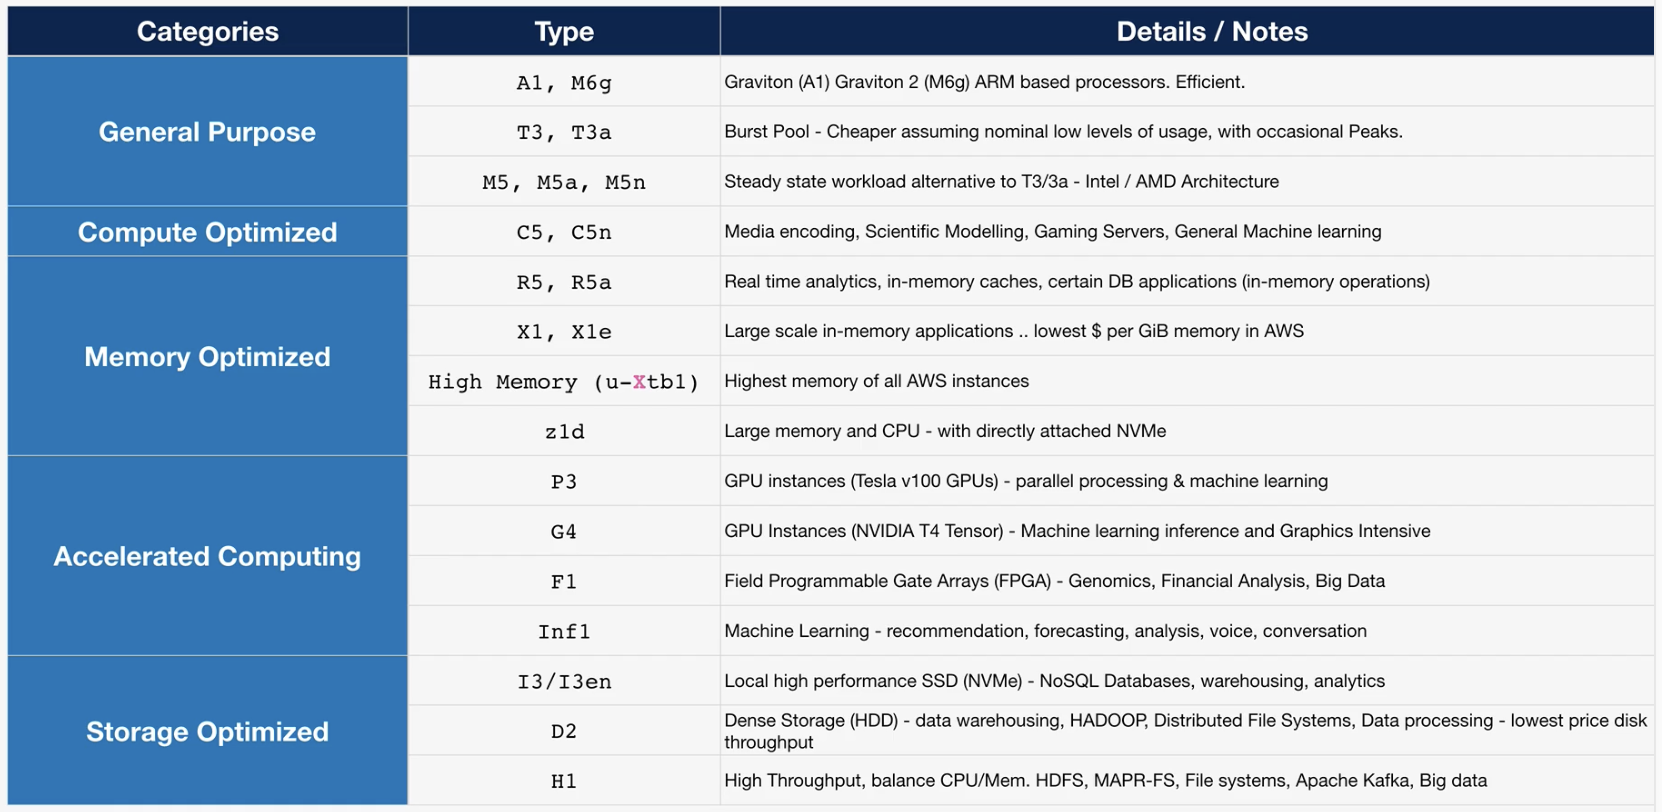 Categories
Type
Details / Notes
General Purpose
A1, M6g
Graviton (A1) Graviton 2 (M6g) ARM based processors. Efficient.
T3, T3a
Burst Pool - Cheaper assuming nominal low levels of usage, with occasional Peaks.
M5, M5a, M5n
Steady state workload alternative to T3/3a - Intel / AMD Architecture
Compute Optimized
C5, C5n
Media encoding, Scientific Modelling, Gaming Servers, General Machine learning
Memory Optimized
R5, R5a
Real time analytics, in-memory caches, certain DB applications (in-memory operations)
X1, X1e
Large scale in-memory applications .. lowest $ per GiB memory in AWS
High Memory (u-Xtb1)
Highest memory of all AWS instances
z1d
Large memory and CPU - with directly attached NVMe
Accelerated Computing
P3
GPU instances (Tesla v100 GPUs) - parallel processing & machine learning
G4
GPU Instances (NVIDIA T4 Tensor) - Machine learning inference and Graphics Intensive
F1
Field Programmable Gate Arrays (FPGA) - Genomics, Financial Analysis, Big Data
Inf1
Machine Learning - recommendation, forecasting, analysis, voice, conversation
Storage Optimized
I3/I3en
Local high performance SSD (NVMe) - NoSQL Databases, warehousing, analytics
D2
Dense Storage (HDD) - data warehousing, HADOOP, Distributed File Systems, Data processing - lowest price disk
throughput
H1
High Throughput, balance CPU/Mem. HDFS, MAPR-FS, File systems, Apache Kafka, Big data